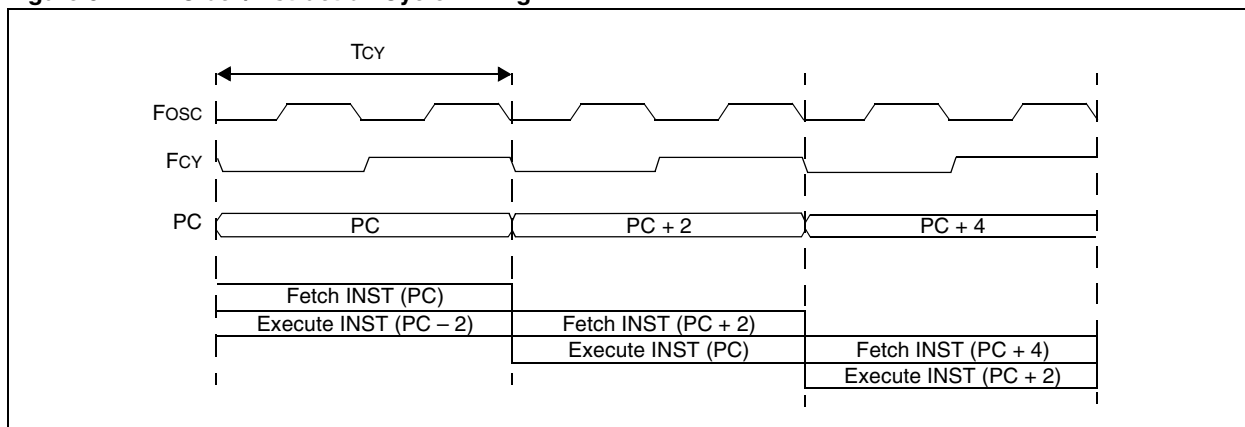 TCY
FOSC
FCY
PC PC PC + 2 PC + 4
Fetch INST (PC)
Execute INST (PC – 2) Fetch INST (PC + 2)
Execute INST (PC) Fetch INST (PC + 4)
Execute INST (PC + 2)